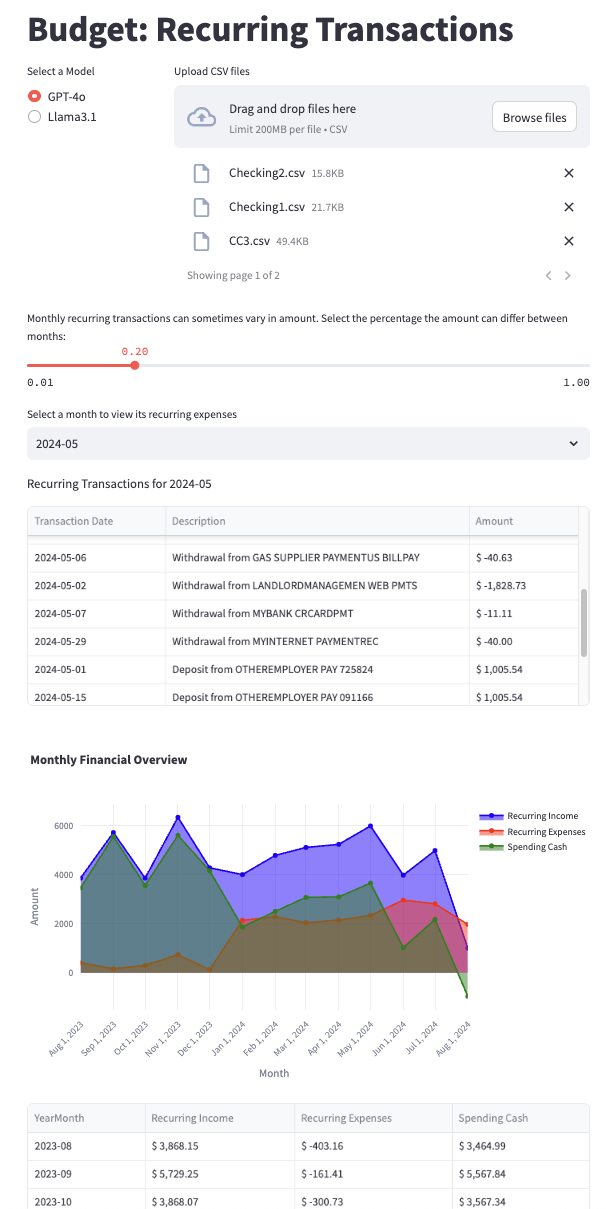 Budget: Recurring Transactions
Select a Model
GPT-4o
Llama3.1
Upload CSV files
Drag and drop files here
Limit 200MB per file • CSV
Browse files
Checking2.csv 15.8KB
Checking1.csv 21.7KB
CC3.csv 49.4KB
Showing page 1 of 2
Monthly recurring transactions can sometimes vary in amount. Select the percentage the amount can differ between
months:
0.20
0.01 1.00
Select a month to view its recurring expenses
2024-05
Recurring Transactions for 2024-05
Transaction Date Description Amount
2024-05-06 Withdrawal from GAS SUPPLIER PAYMENTUS BILLPAY $ -40.63
2024-05-02 Withdrawal from LANDLORDMANAGEMEN WEB PMTS $ -1,828.73
2024-05-07 Withdrawal from MYBANK CRCARDPMT $ -11.11
2024-05-29 Withdrawal from MYINTERNET PAYMENTREC $ -40.00
2024-05-01 Deposit from OTHEREMPLOYER PAY 725824 $ 1,005.54
2024-05-15 Deposit from OTHEREMPLOYER PAY 091166 $ 1,005.54
Monthly Financial Overview
Recurring Income
Recurring Expenses
Spending Cash
6000
4000
2000
0
Amount
Aug 1, 2023
Sep 1, 2023
Oct 1, 2023
Nov 1, 2023
Dec 1, 2023
Jan 1, 2024
Feb 1, 2024
Mar 1, 2024
Apr 1, 2024
May 1, 2024
Jun 1, 2024
Jul 1, 2024
Aug 1, 2024
Month
YearMonth Recurring Income Recurring Expenses Spending Cash
2023-08 $ 3,868.15 $ -403.16 $ 3,464.99
2023-09 $ 5,729.25 $ -161.41 $ 5,567.84
2023-10 $ 3,868.07 $ -300.73 $ 3,567.34